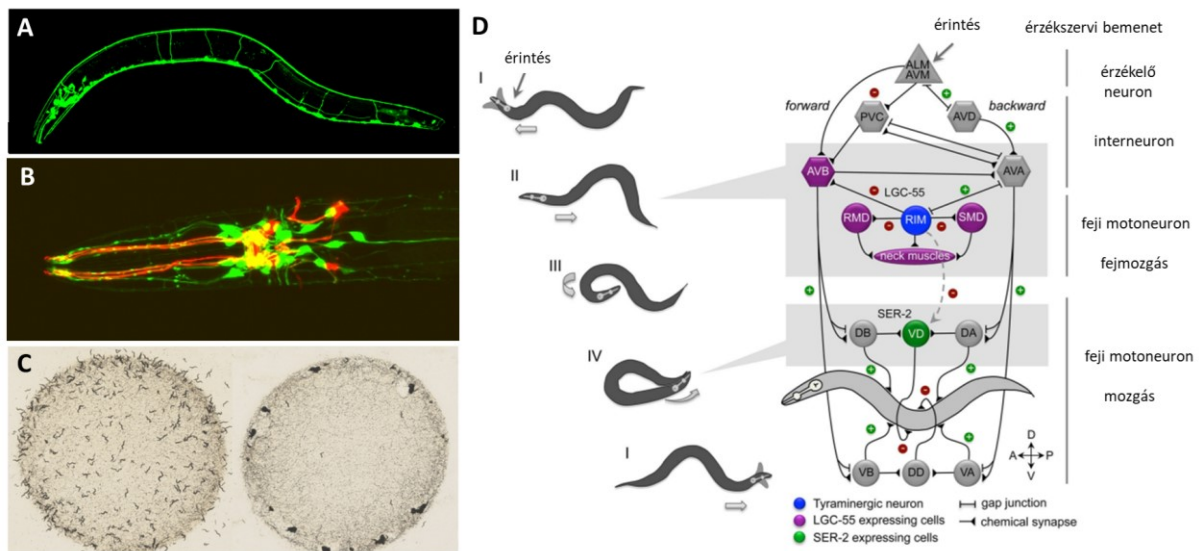 A
B
C
D
érintés
érzékszervi bemenet
I
érintés
ALM
AVM
érzékelő
neuron
forward
backward
PVC
AVD
interneuron
II
AVB
AVA
LGC-55
RMD
RIM
SMD
feji motoneuron
neck muscles
fejmozgás
III
SER-2
DB
VD
DA
IV
feji motoneuron
mozgás
I
VB
DD
VA
D
A
P
V
Tyraminergic neuron
gap junction
LGC-55 expressing cells
chemical synapse
SER-2 expressing cells